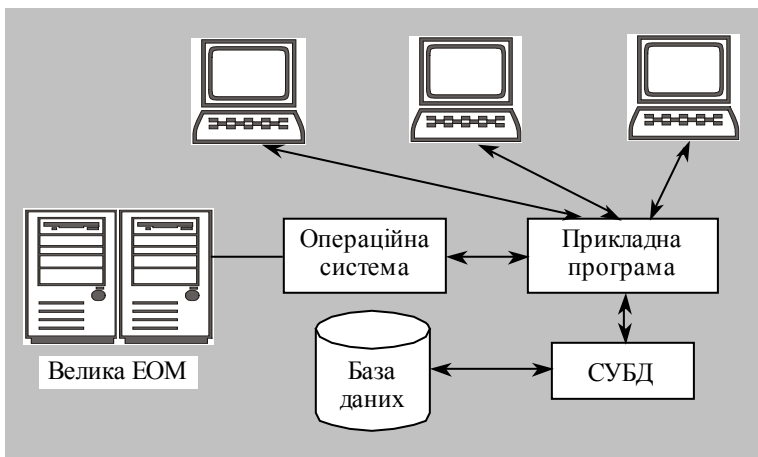 Операційна
система
Прикладна
програма
Велика ЕОМ
База
даних
СУБД